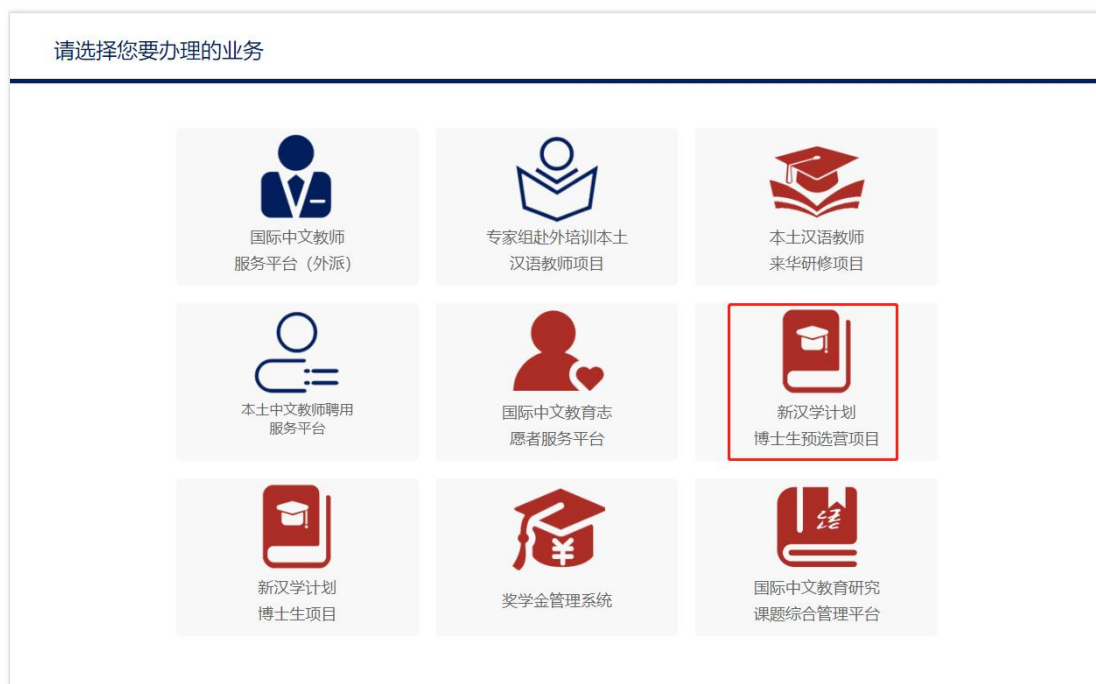 请选择您要办理的业务
国际中文教师
服务平台（外派）
专家组赴外培训本土
汉语教师项目
本土汉语教师
来华研修项目
本土中文教师聘用
服务平台
国际中文教育志
愿者服务平台
新汉学计划
博士生预选营项目
新汉学计划
博士生项目
¥
奖学金管理系统
国际中文教育研究
课题综合管理平台